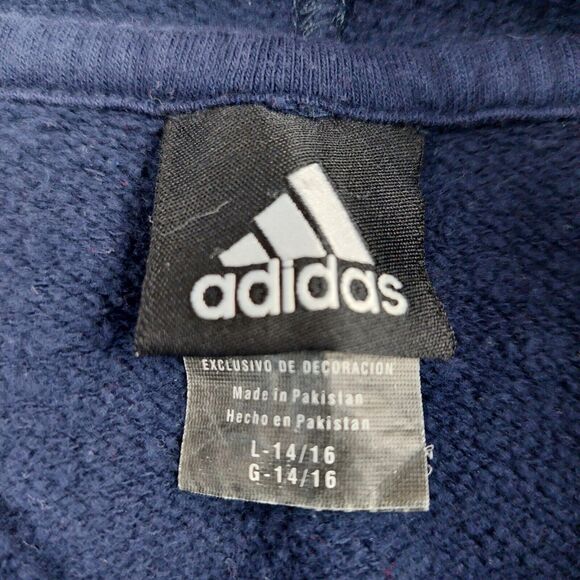 adidas
EXCLUSIVO DE DECORACION
Made in Pakistan
Hecho en Pakistan
L-14/16
G-14/16